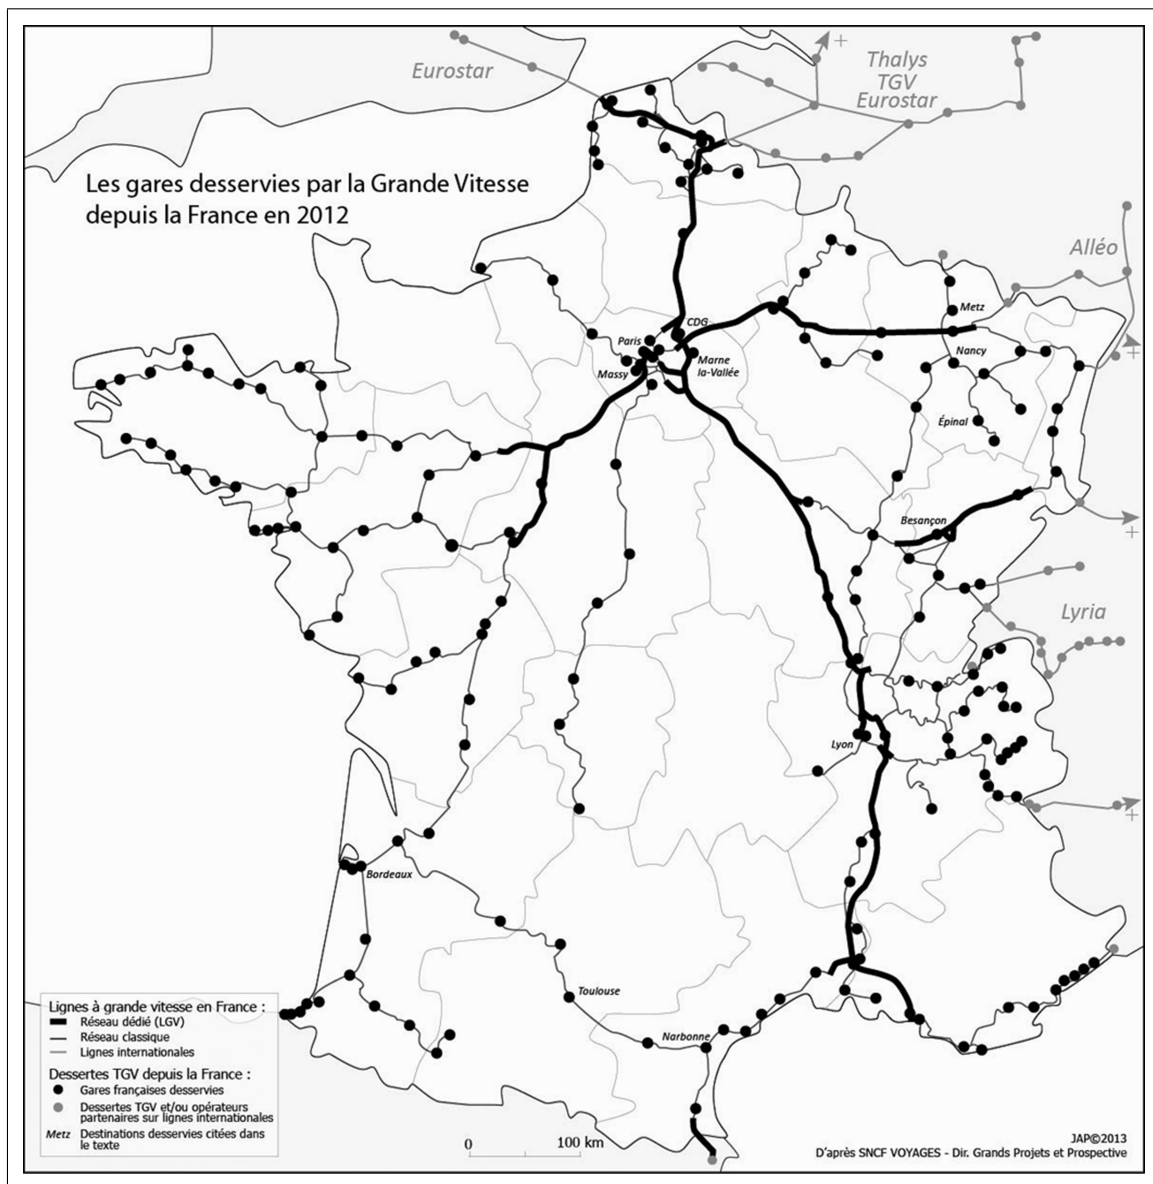 Eurostar
+
Thalys
TGV
Eurostar
Les gares desservies par la Grande Vitesse
depuis la France en 2012
Alléo
Metz
CDG
Paris
+
Nancy
Marne
la-Vallée
Massy
Épinal
Besançon
+
Lyria
Lyon
+
Bordeaux
Toulouse
Narbonne
Lignes à grande vitesse en France :
Réseau dédié (LGV)
Réseau classique
Lignes internationales
Dessertes TGV depuis la France :
Gares françaises desservies
Dessertes TGV et/ou opérateurs
partenaires sur lignes internationales
Metz Destinations desservies citées dans
le texte
0 100 km
JAP©2013
D'après SNCF VOYAGES - Dir. Grands Projets et Prospective